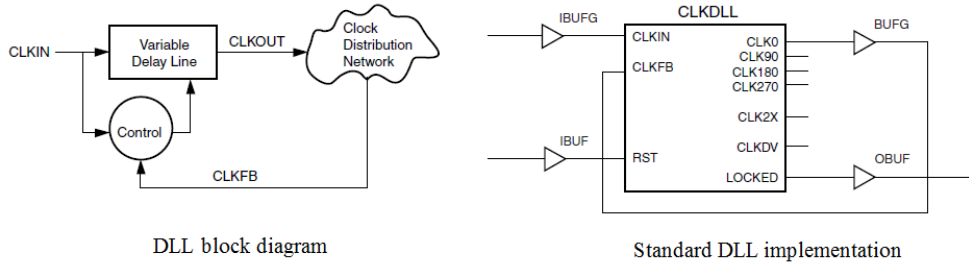 CLKIN
Variable
Delay Line
CLKOUT
Clock
Distribution
Network
Control
CLKFB
DLL block diagram
CLKDLL
IBUFG
CLKIN
CLK0
BUFG
CLK90
CLKFB
CLK180
CLK270
CLK2X
IBUF
CLKDV
RST
OBUF
LOCKED
Standard DLL implementation